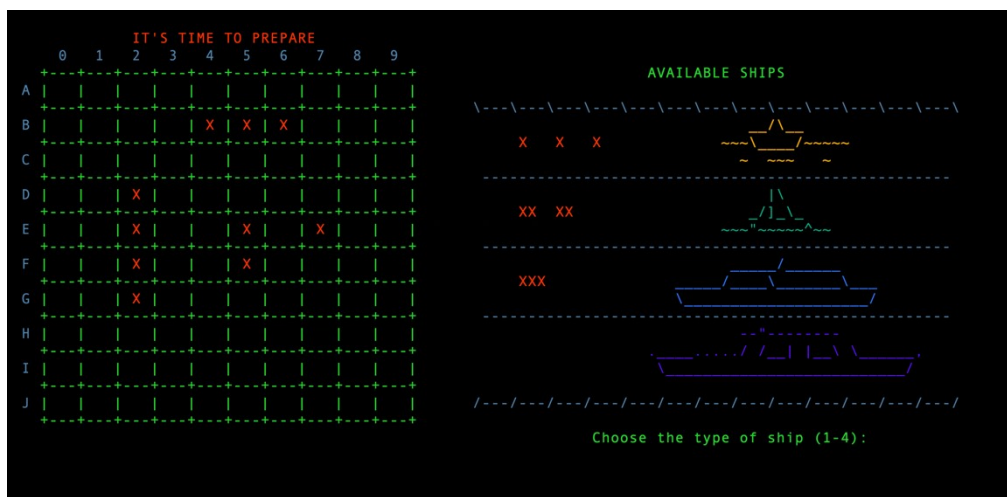 IT'S TIME TO PREPARE
0 1 2 3 4 5 6 7 8 9
A
B X X X
C
D X
E X X X
F X X
G X
H
I
J
AVAILABLE SHIPS
X X X
XX XX
XXX
Choose the type of ship (1-4):